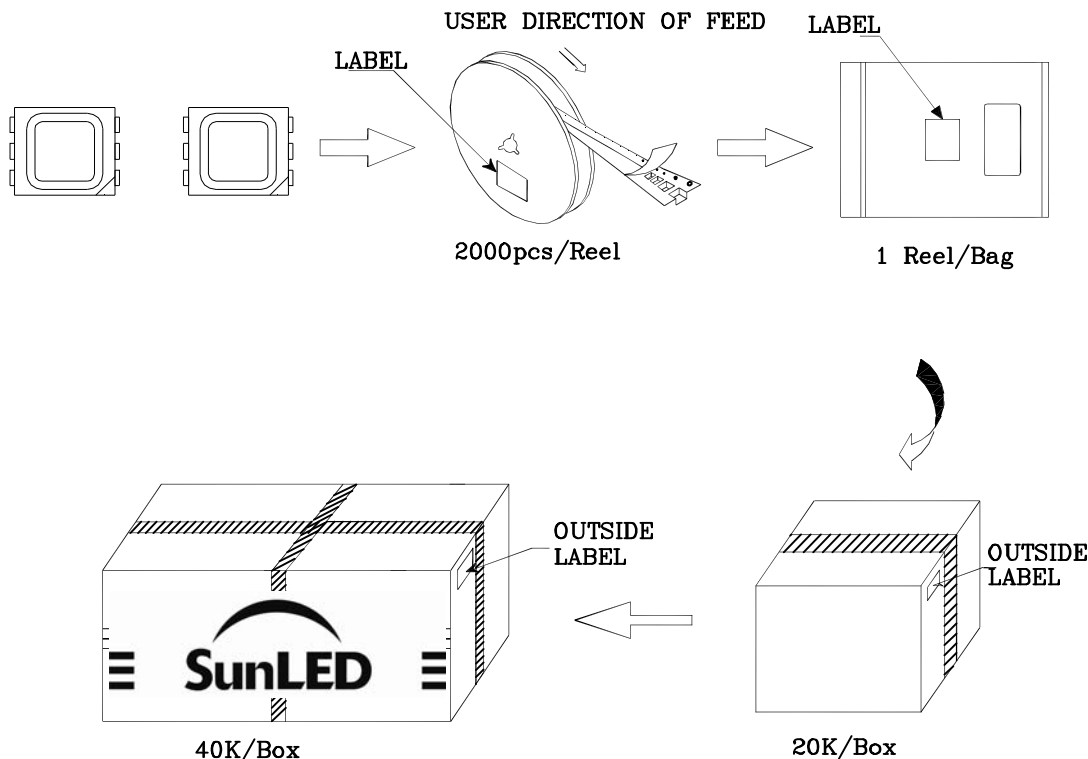 USER DIRECTION OF FEED
LABEL
LABEL
2000pcs/Reel
1 Reel/Bag
OUTSIDE
LABEL
OUTSIDE
LABEL
SunLED
40K/Box
20K/Box